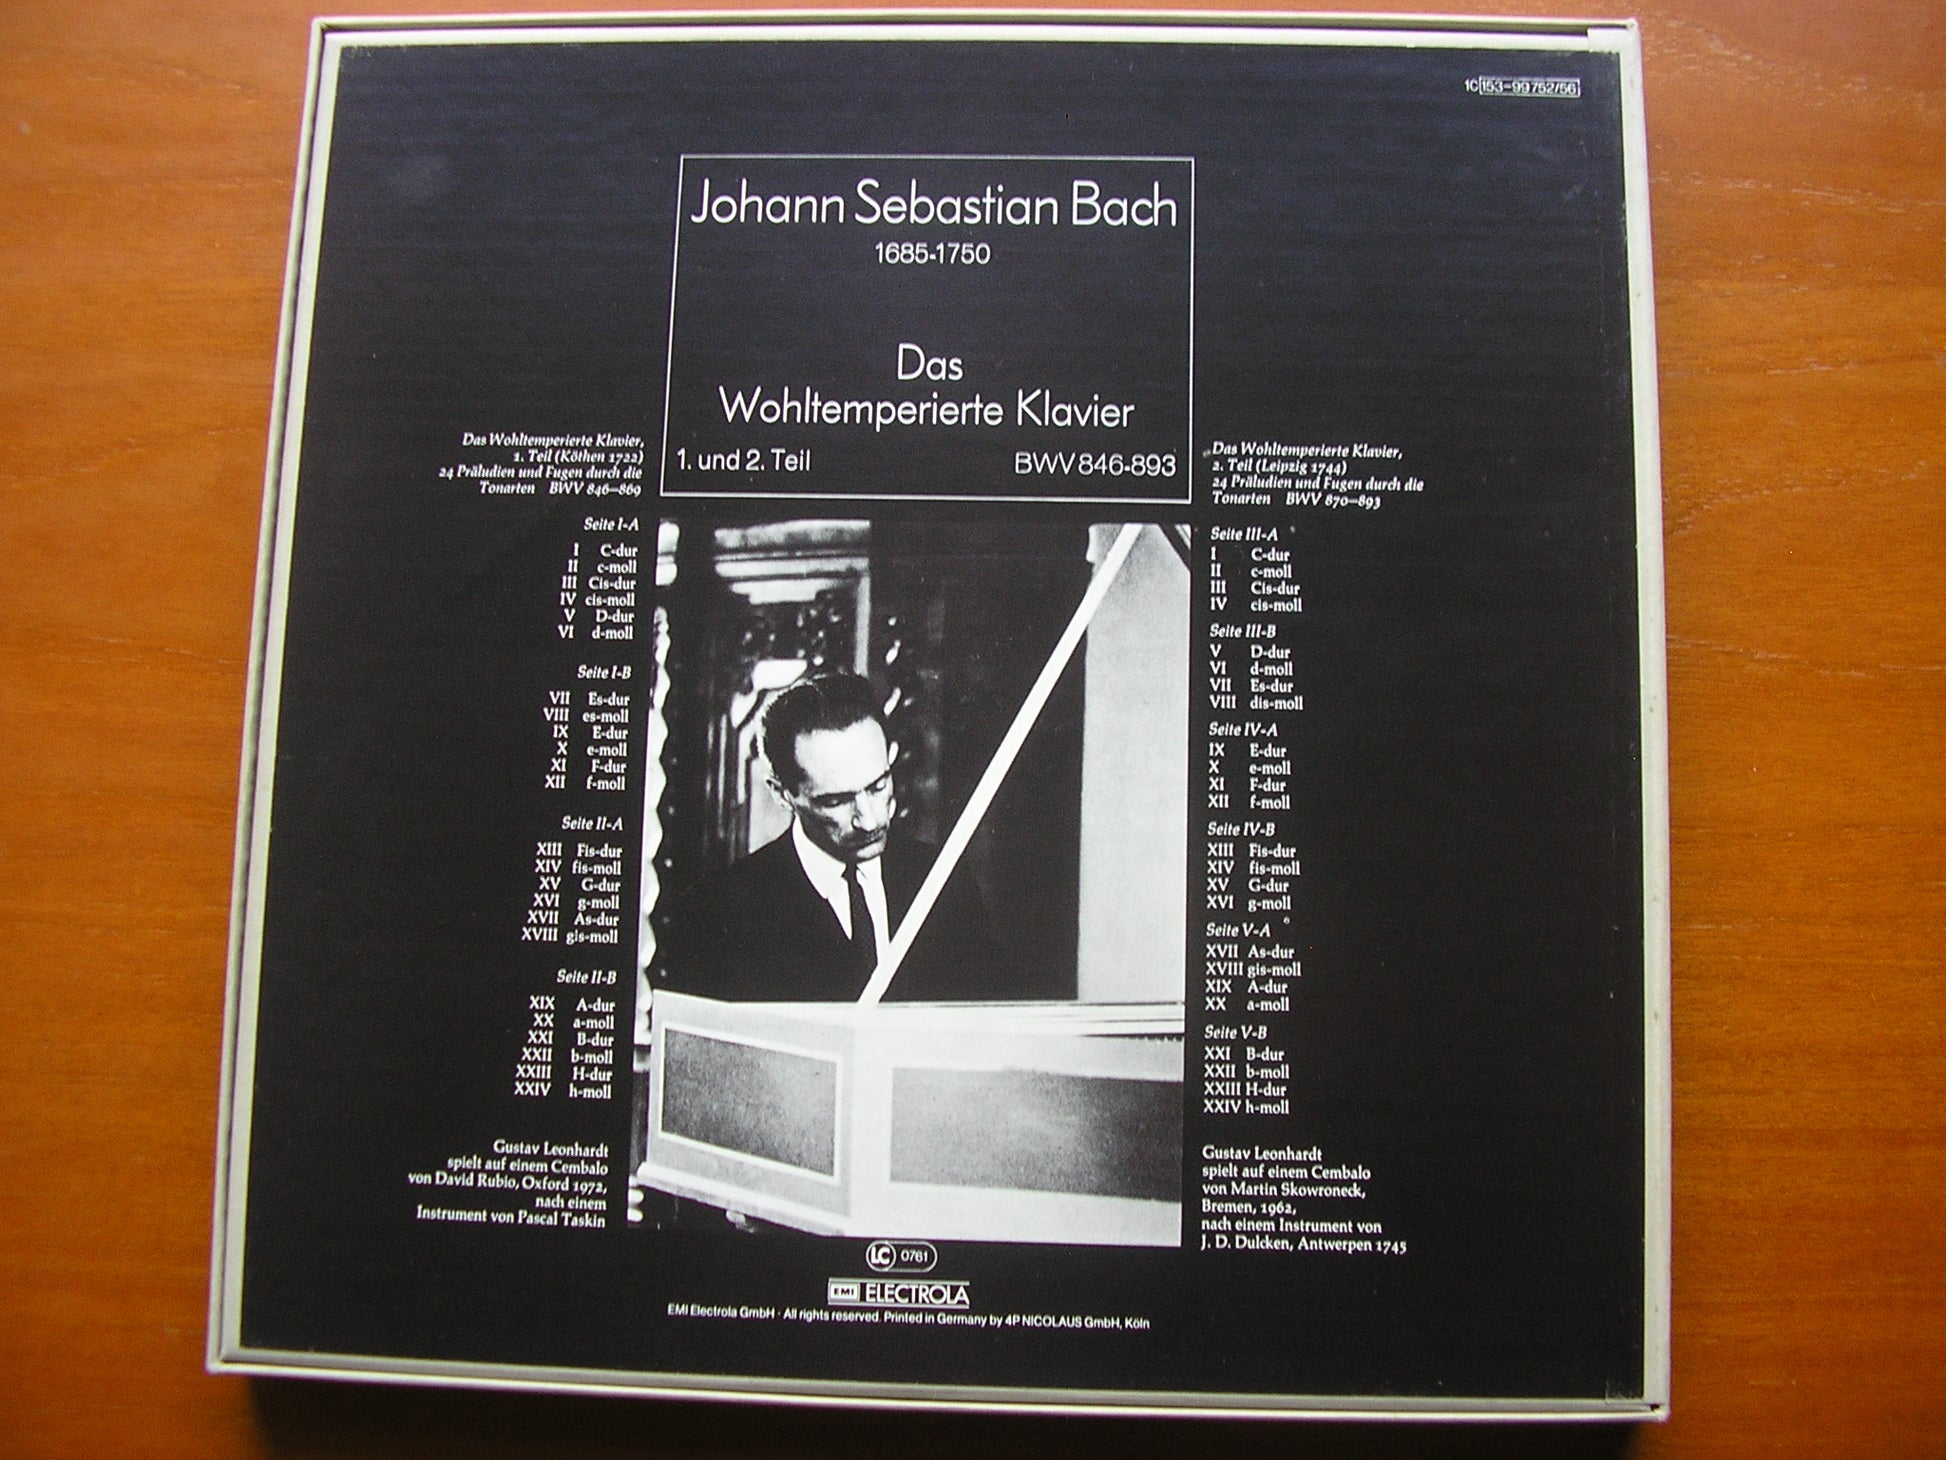 1C 153-99 752/56
Johann Sebastian Bach
1685-1750
Das
Wohltemperierte Klavier
1. und 2. Teil BWV 846-893
Das Wohltemperierte Klavier,
1. Teil (Köthen 1722)
24 Präludien und Fugen durch die
Tonarten BWV 846-869
Seite I-A
I C-dur
II c-moll
III Cis-dur
IV cis-moll
V D-dur
VI d-moll
Seite I-B
VII Es-dur
VIII es-moll
IX E-dur
X e-moll
XI F-dur
XII f-moll
Seite II-A
XIII Fis-dur
XIV fis-moll
XV G-dur
XVI g-moll
XVII As-dur
XVIII gis-moll
Seite II-B
XIX A-dur
XX a-moll
XXI B-dur
XXII b-moll
XXIII H-dur
XXIV h-moll
Gustav Leonhardt
spielt auf einem Cembalo
von David Rubio, Oxford 1972,
nach einem
Instrument von Pascal Taskin
Das Wohltemperierte Klavier,
2. Teil (Leipzig 1744)
24 Präludien und Fugen durch die
Tonarten BWV 870-893
Seite III-A
I C-dur
II c-moll
III Cis-dur
IV cis-moll
Seite III-B
V D-dur
VI d-moll
VII Es-dur
VIII dis-moll
Seite IV-A
IX E-dur
X e-moll
XI F-dur
XII f-moll
Seite IV-B
XIII Fis-dur
XIV fis-moll
XV G-dur
XVI g-moll
Seite V-A
XVII As-dur
XVIII gis-moll
XIX A-dur
XX a-moll
Seite V-B
XXI B-dur
XXII b-moll
XXIII H-dur
XXIV h-moll
Gustav Leonhardt
spielt auf einem Cembalo
von Martin Skowroneck,
Bremen, 1962,
nach einem Instrument von
J. D. Dulcken, Antwerpen 1745
LC 0761
EMI ELECTROLA
EMI Electrola GmbH · All rights reserved. Printed in Germany by 4P NICOLAUS GmbH, Köln